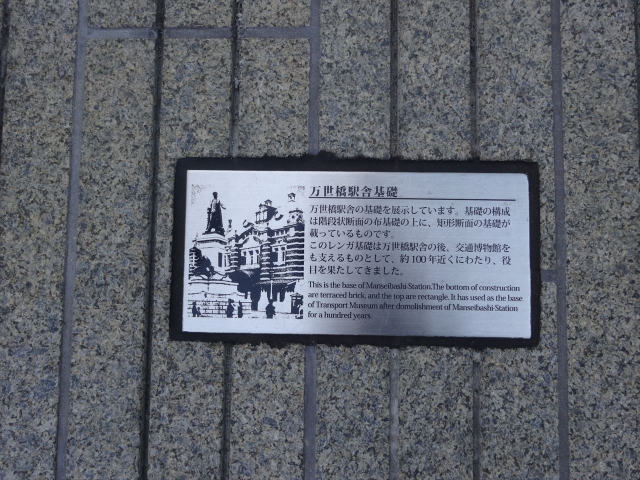 万世橋駅舎基礎
万世橋駅舎の基礎を展示しています。基礎の構成
は階段状断面の布基礎の上に、矩形断面の基礎が
載っているものです。
このレンガ基礎は万世橋駅舎の後、交通博物館を
も支えるものとして、約100年近くにわたり、役
目を果たしてきました。
This is the base of Manseibashi-Station.The bottom of construction
are terraced brick, and the top are rectangle. It has used as the base
of Transport Museum after domolishment of Manseibashi-Station
for a hundred years.